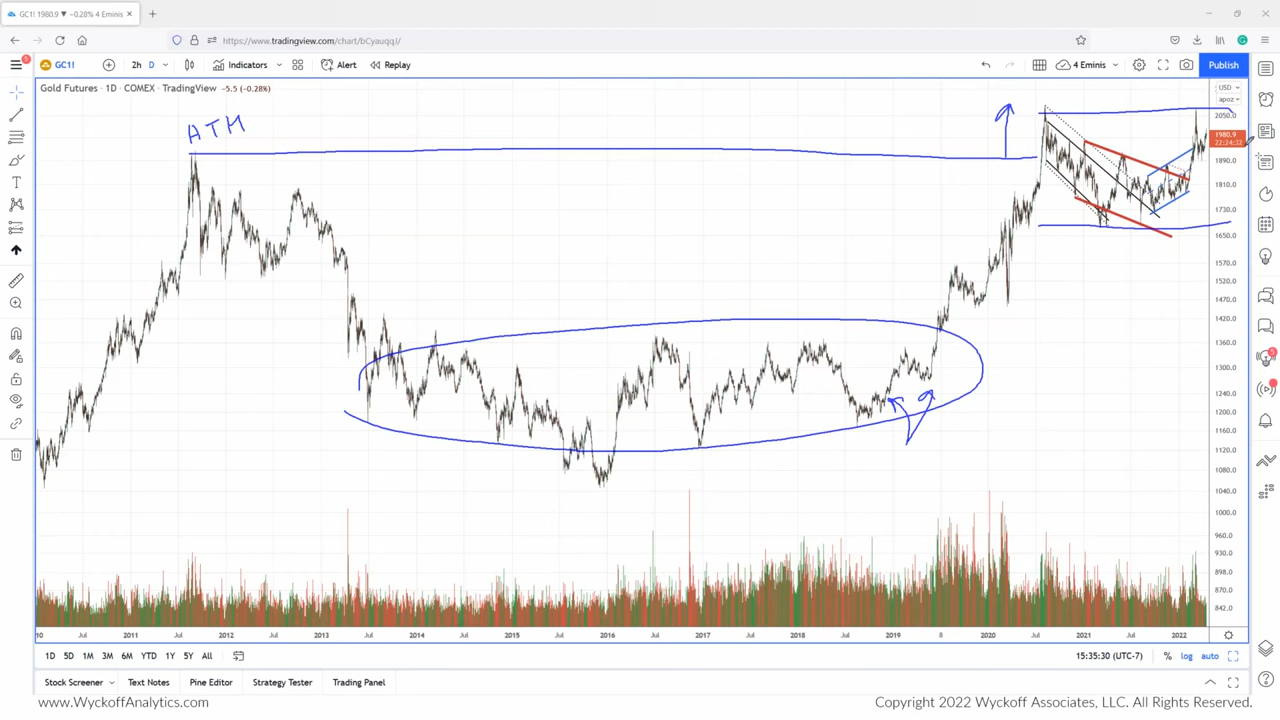 GC1! 1980.9 ▼ −0.28% 4 Eminis
https://www.tradingview.com/chart/bCyauqqJ/
GC1! 2h D Indicators Alert Replay 4 Eminis Publish
Gold Futures · 1D · COMEX · TradingView −5.5 (−0.28%)
USD
apoz
ATH
2050.0
1980.9
22:24:32
1890.0
1810.0
1730.0
1650.0
1570.0
1520.0
1470.0
1420.0
1360.0
1300.0
1240.0
1200.0
1160.0
1120.0
1080.0
1040.0
1000.0
960.0
930.0
898.0
870.0
842.0
10 Jul 2011 Jul 2012 Jul 2013 Jul 2014 Jul 2015 Jul 2016 Jul 2017 Jul 2018 Jul 2019 8 2020 Jul 2021 Jul 2022
1D 5D 1M 3M 6M YTD 1Y 5Y All 15:35:30 (UTC-7) % log auto
Stock Screener Text Notes Pine Editor Strategy Tester Trading Panel
www.WyckoffAnalytics.com Copyright 2022 Wyckoff Associates, LLC. All Rights Reserved.